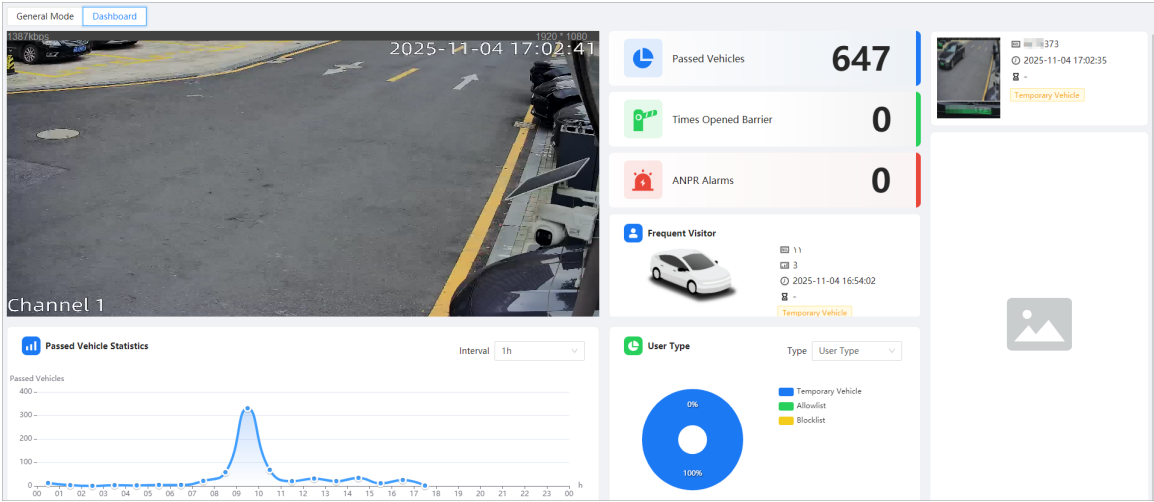 General Mode
Dashboard
1387kbps
1920 * 1080
2025-11-04 17:02:41
Channel 1
Passed Vehicles
647
Times Opened Barrier
0
ANPR Alarms
0
Frequent Visitor
3
2025-11-04 16:54:02
-
Temporary Vehicle
373
2025-11-04 17:02:35
-
Temporary Vehicle
Passed Vehicle Statistics
Interval 1h
Passed Vehicles
400
300
200
100
0
00 01 02 03 04 05 06 07 08 09 10 11 12 13 14 15 16 17 18 19 20 21 22 23 00 h
User Type
Type User Type
0%
100%
Temporary Vehicle
Allowlist
Blocklist